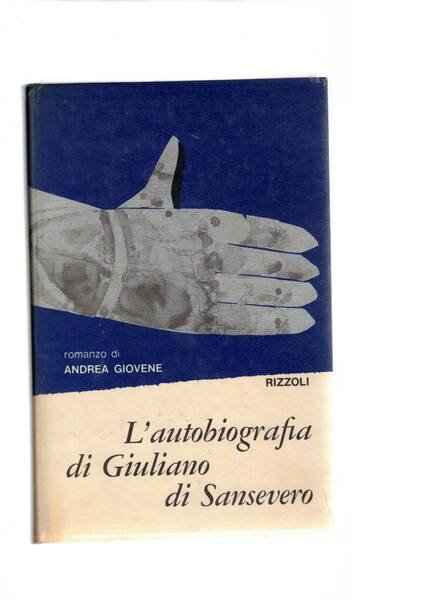 romanzo di
ANDREA GIOVENE
RIZZOLI
L'autobiografia
di Giuliano
di Sansevero